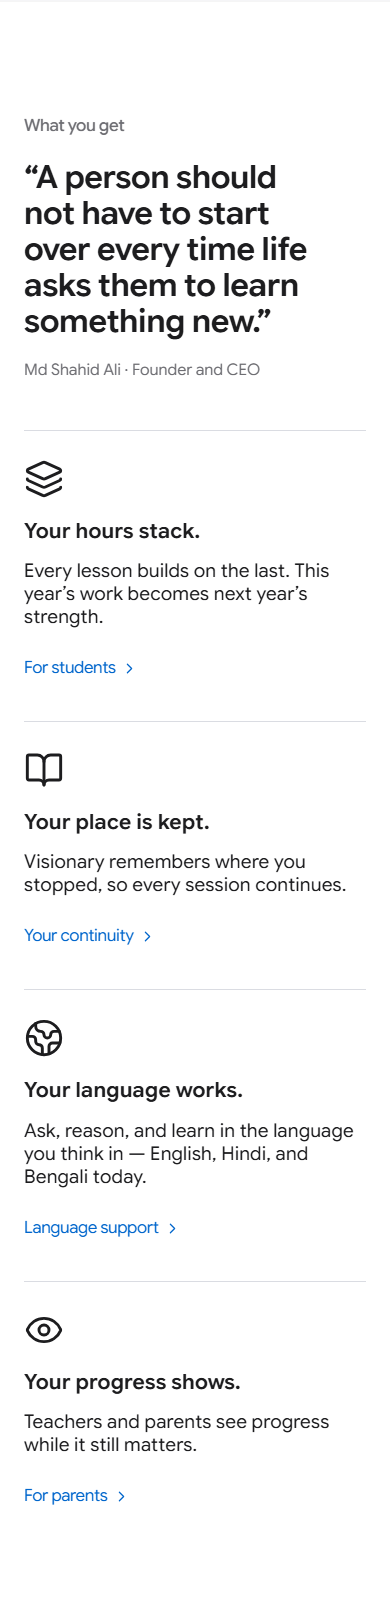 What you get
“A person should
not have to start
over every time life
asks them to learn
something new.”
Md Shahid Ali · Founder and CEO
Your hours stack.
Every lesson builds on the last. This
year’s work becomes next year’s
strength.
For students
Your place is kept.
Visionary remembers where you
stopped, so every session continues.
Your continuity
Your language works.
Ask, reason, and learn in the language
you think in — English, Hindi, and
Bengali today.
Language support
Your progress shows.
Teachers and parents see progress
while it still matters.
For parents